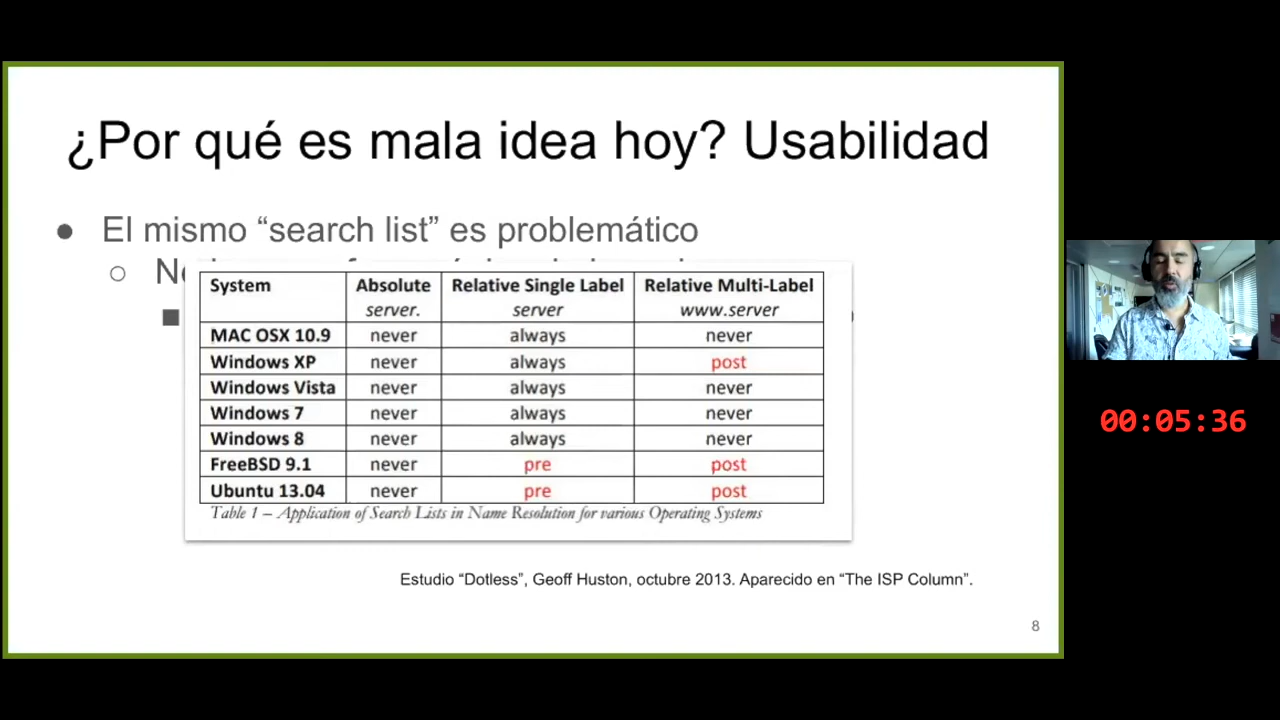 ¿Por qué es mala idea hoy? Usabilidad
● El mismo “search list” es problemático
System Absolute Relative Single Label Relative Multi-Label
server. server www.server
MAC OSX 10.9 never always never
Windows XP never always post
Windows Vista never always never
Windows 7 never always never
Windows 8 never always never
FreeBSD 9.1 never pre post
Ubuntu 13.04 never pre post
Table 1 – Application of Search Lists in Name Resolution for various Operating Systems
Estudio “Dotless”, Geoff Huston, octubre 2013. Aparecido en “The ISP Column”.
8
00:05:36